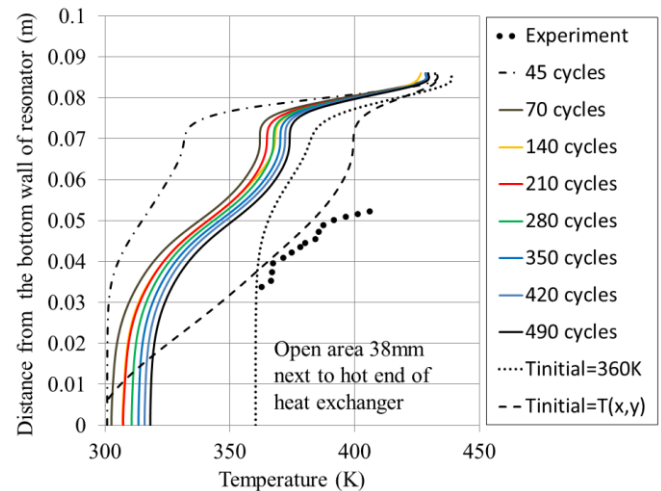 Distance from the bottom wall of resonator (m)
0.1
0.09
0.08
0.07
0.06
0.05
0.04
0.03
0.02
0.01
0
300
350
400
450
Temperature (K)
Open area 38mm
next to hot end of
heat exchanger
Experiment
45 cycles
70 cycles
140 cycles
210 cycles
280 cycles
350 cycles
420 cycles
490 cycles
Tinitial=360K
Tinitial=T(x,y)